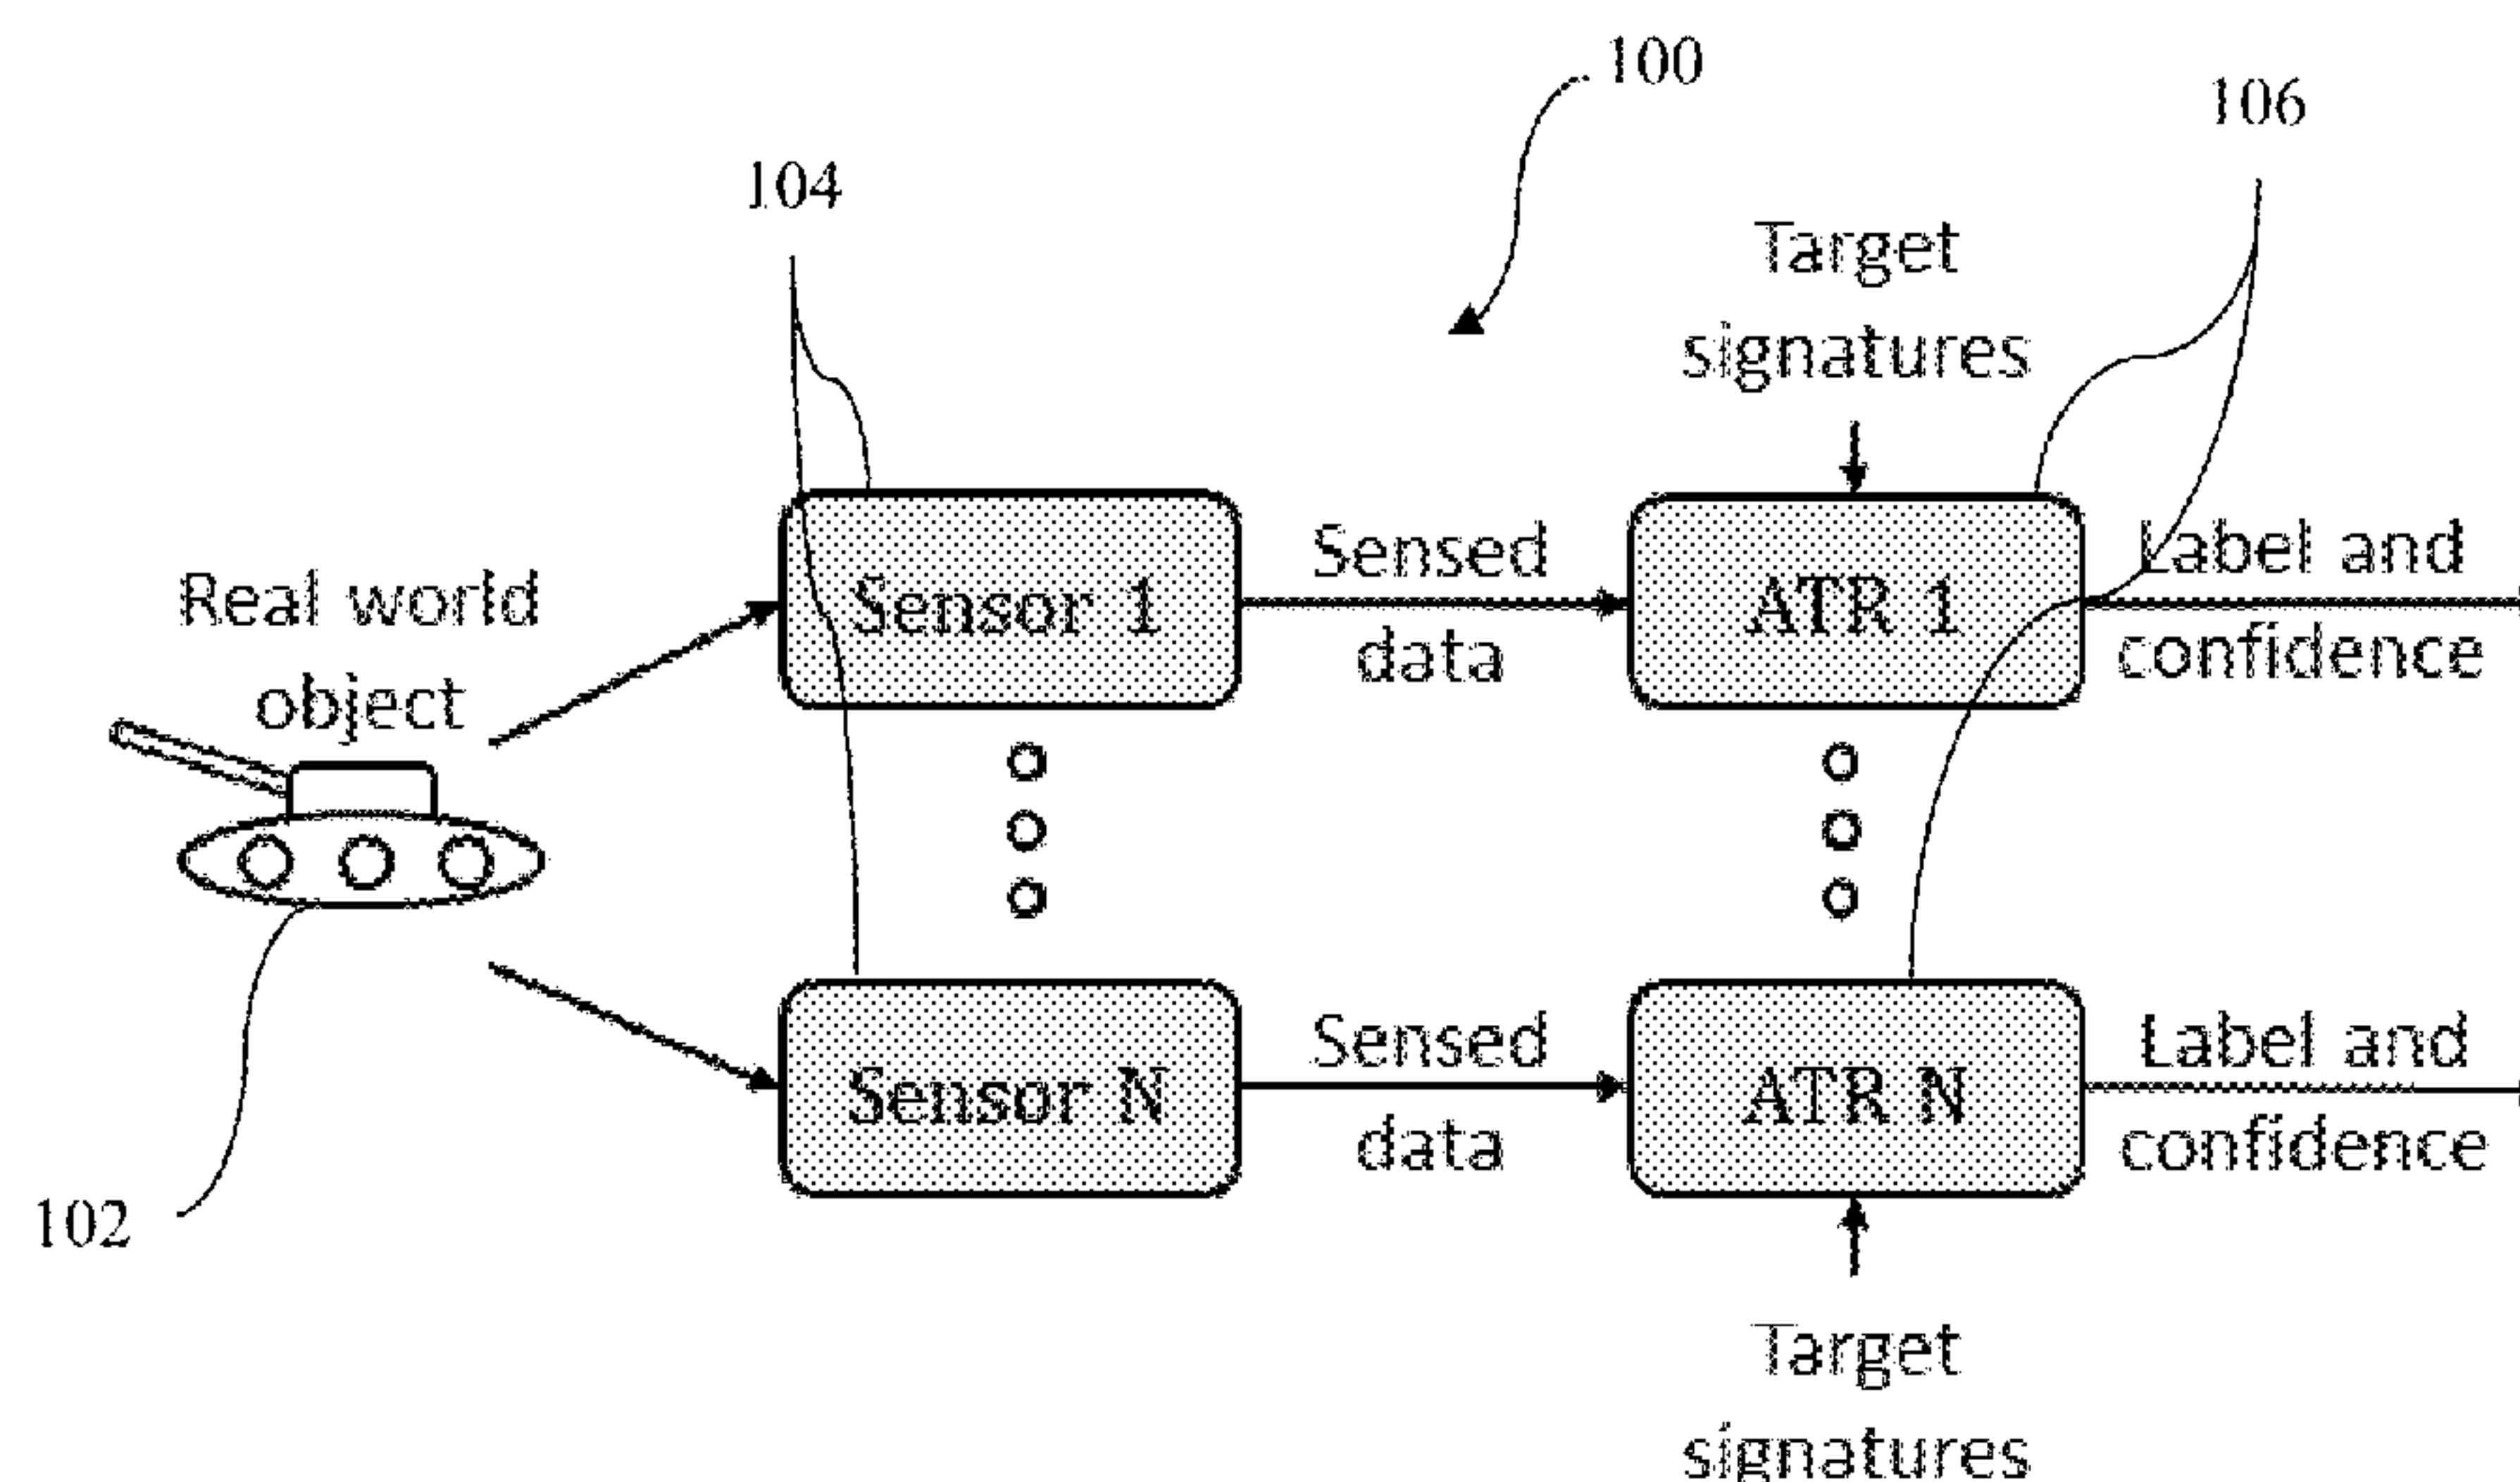 100
106
104
Target
signatures
Real world
object
Sensor 1
Sensed
data
ATR 1
Label and
confidence
Sensor N
Sensed
data
ATR N
Label and
confidence
102
Target
signatures